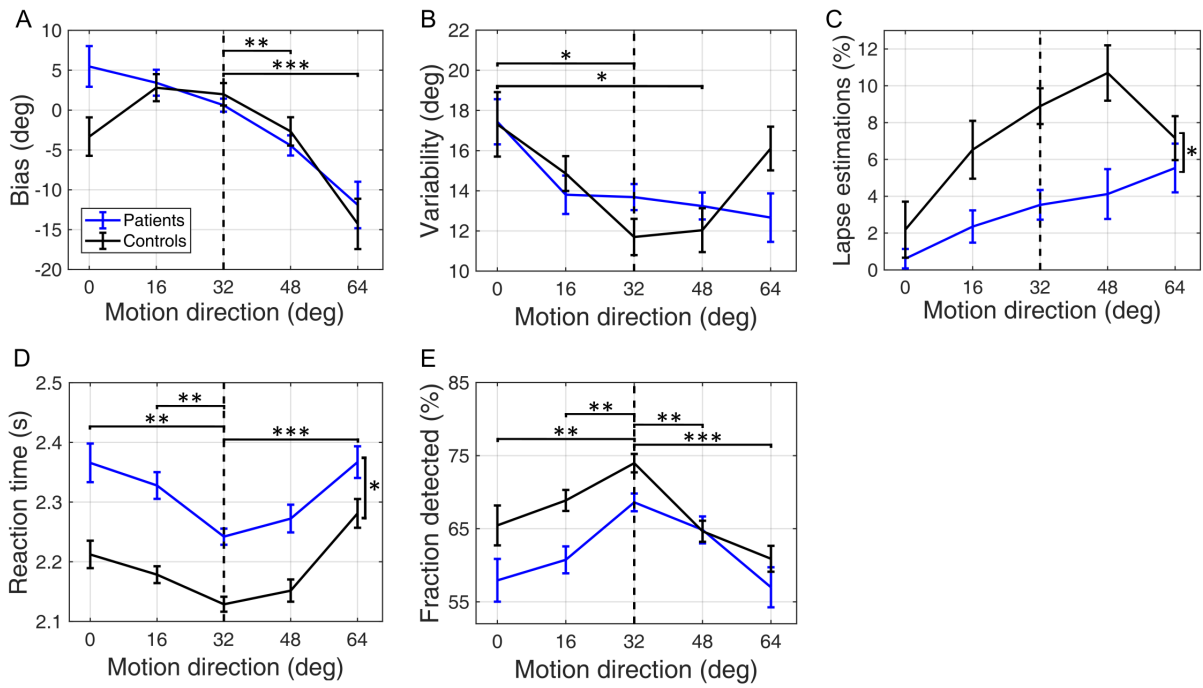 A
Bias (deg)
10
5
0
-5
-10
-15
-20
**
***
Patients
Controls
0 16 32 48 64
Motion direction (deg)
B
Variability (deg)
22
20
18
16
14
12
10
*
*
0 16 32 48 64
Motion direction (deg)
C
Lapse estimations (%)
12
10
8
6
4
2
0
*
0 16 32 48 64
Motion direction (deg)
D
Reaction time (s)
2.5
2.4
2.3
2.2
2.1
**
**
***
*
0 16 32 48 64
Motion direction (deg)
E
Fraction detected (%)
85
75
65
55
**
**
**
***
0 16 32 48 64
Motion direction (deg)